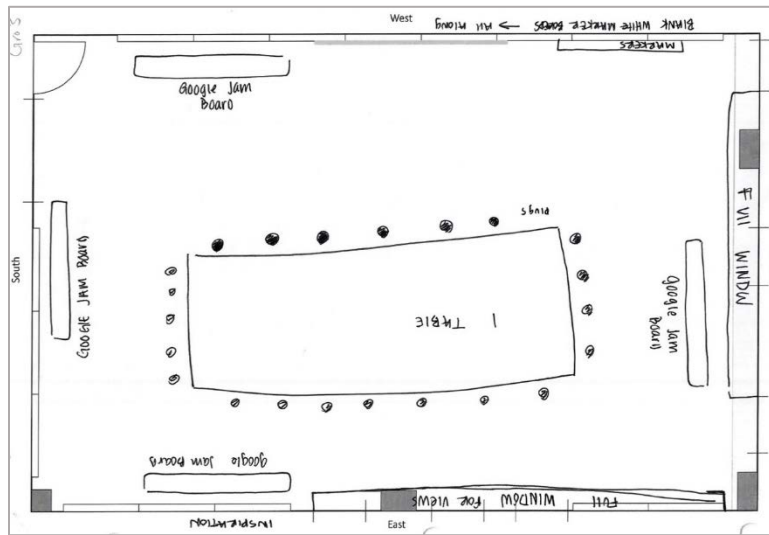 West
BLANK WHITE MARKER BOARDS → All Along
MARKERS
Google Jam
Board
Plugs
FUll WINDOW
South
GOOGLE JAM BOARD
Google Jam
Board
1 TABlE
google Jam Board
FUll
WINDOW FOR VIEWS
INSPIRATION
East